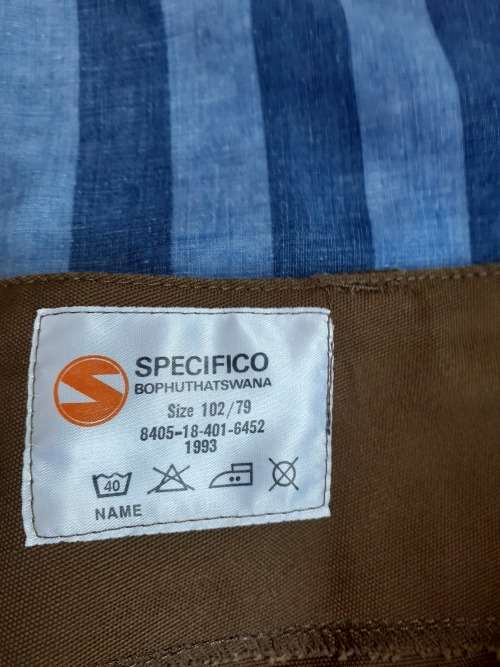 SPECIFICO
BOPHUTHATSWANA
Size 102/79
8405-18-401-6452
1993
40
NAME